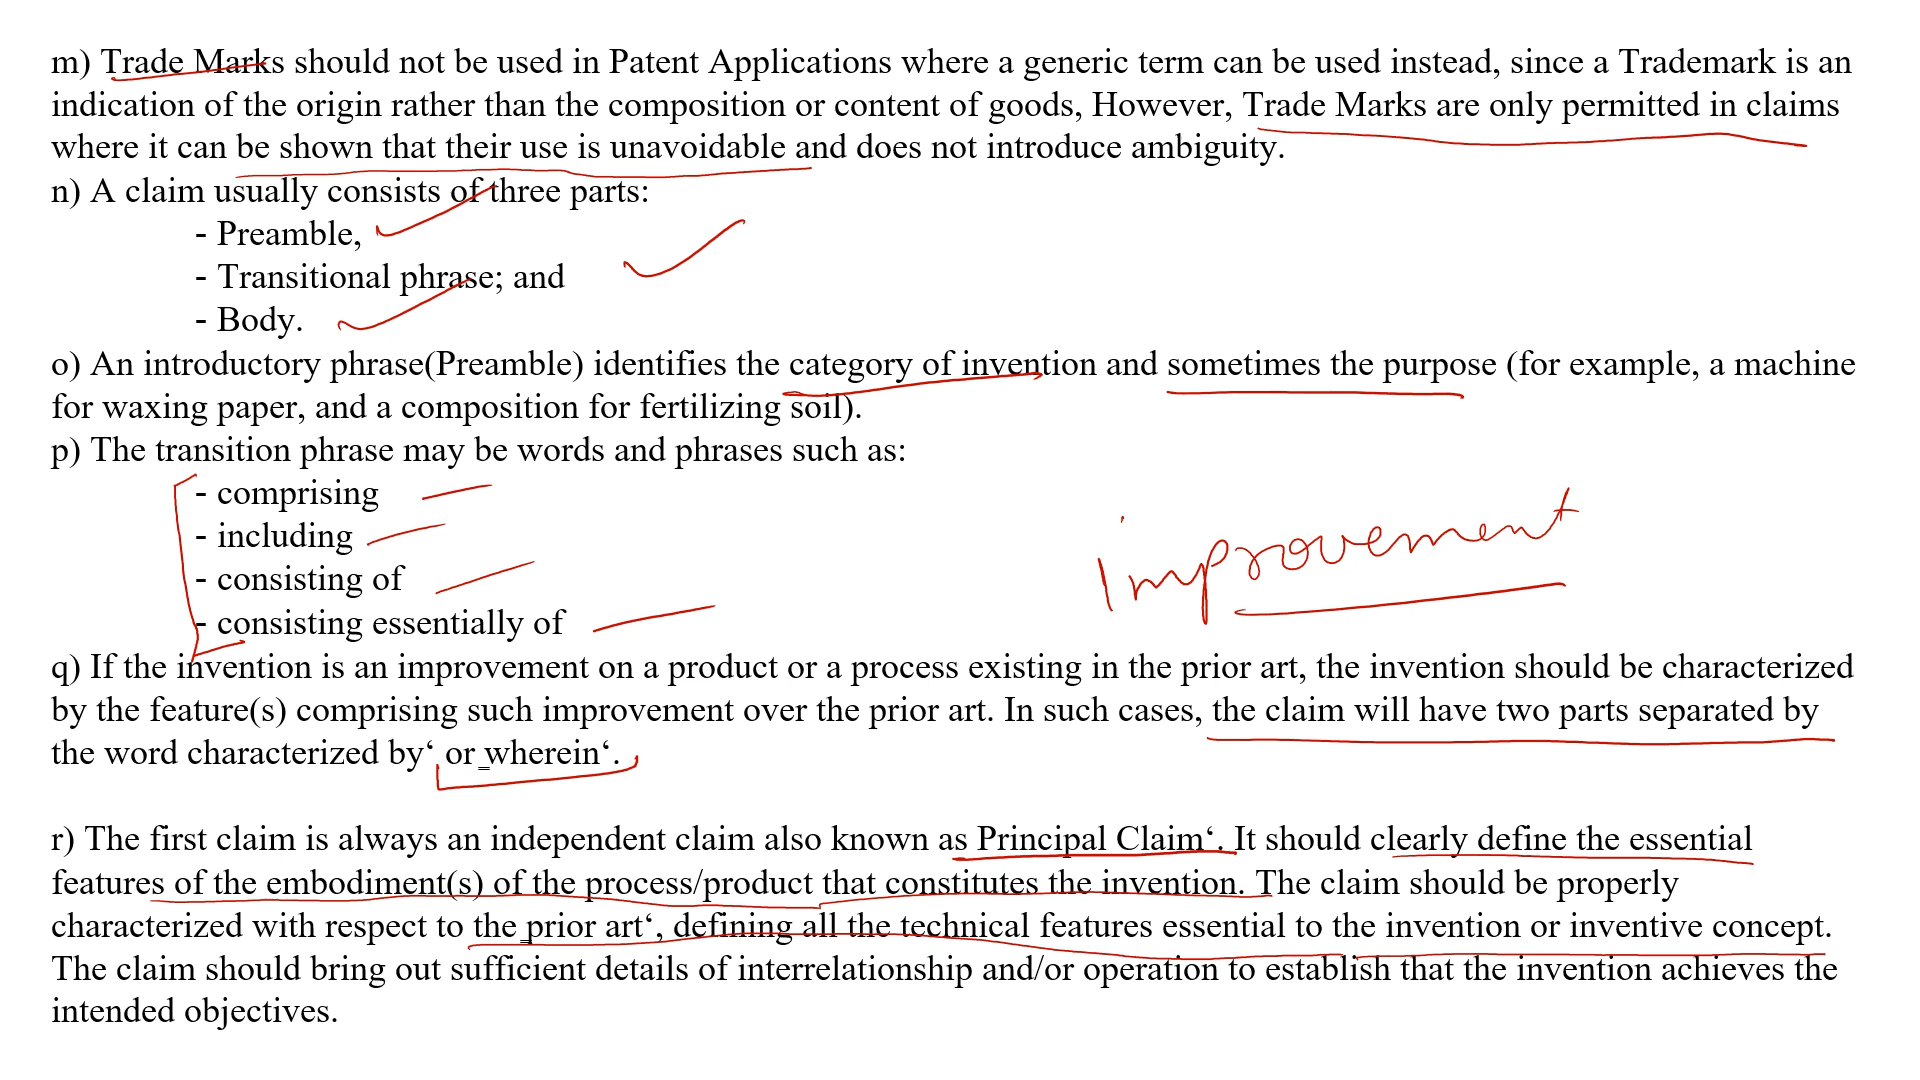 m) Trade Marks should not be used in Patent Applications where a generic term can be used instead, since a Trademark is an
indication of the origin rather than the composition or content of goods, However, Trade Marks are only permitted in claims
where it can be shown that their use is unavoidable and does not introduce ambiguity.
n) A claim usually consists of three parts:
- Preamble,
- Transitional phrase; and
- Body.
o) An introductory phrase(Preamble) identifies the category of invention and sometimes the purpose (for example, a machine
for waxing paper, and a composition for fertilizing soil).
p) The transition phrase may be words and phrases such as:
- comprising
- including
- consisting of
- consisting essentially of
improvement
q) If the invention is an improvement on a product or a process existing in the prior art, the invention should be characterized
by the feature(s) comprising such improvement over the prior art. In such cases, the claim will have two parts separated by
the word characterized by‘ or ‗wherein‘.
r) The first claim is always an independent claim also known as Principal Claim‘. It should clearly define the essential
features of the embodiment(s) of the process/product that constitutes the invention. The claim should be properly
characterized with respect to the ‗prior art‘, defining all the technical features essential to the invention or inventive concept.
The claim should bring out sufficient details of interrelationship and/or operation to establish that the invention achieves the
intended objectives.